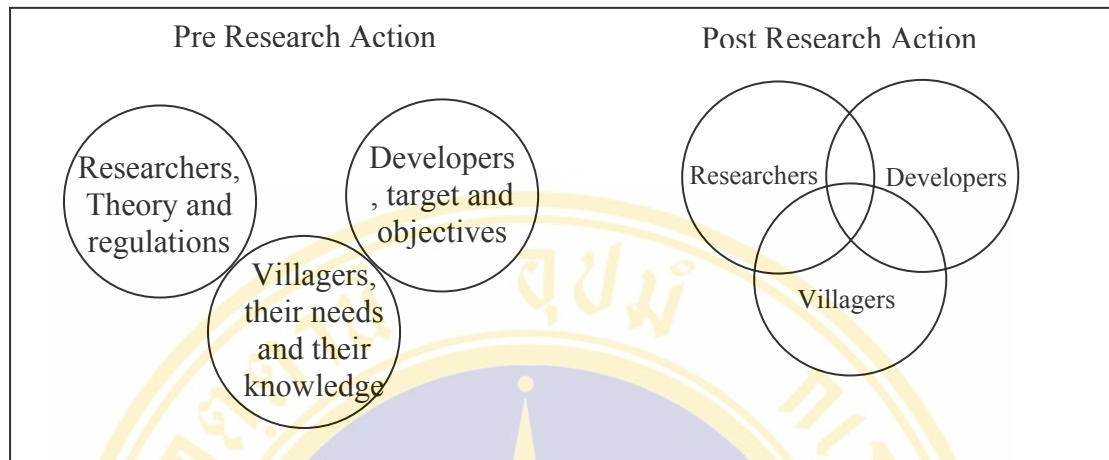 Pre Research Action
Post Research Action
Researchers,
Theory and
regulations
Developers
, target and
objectives
Villagers,
their needs
and their
knowledge
Researchers
Developers
Villagers